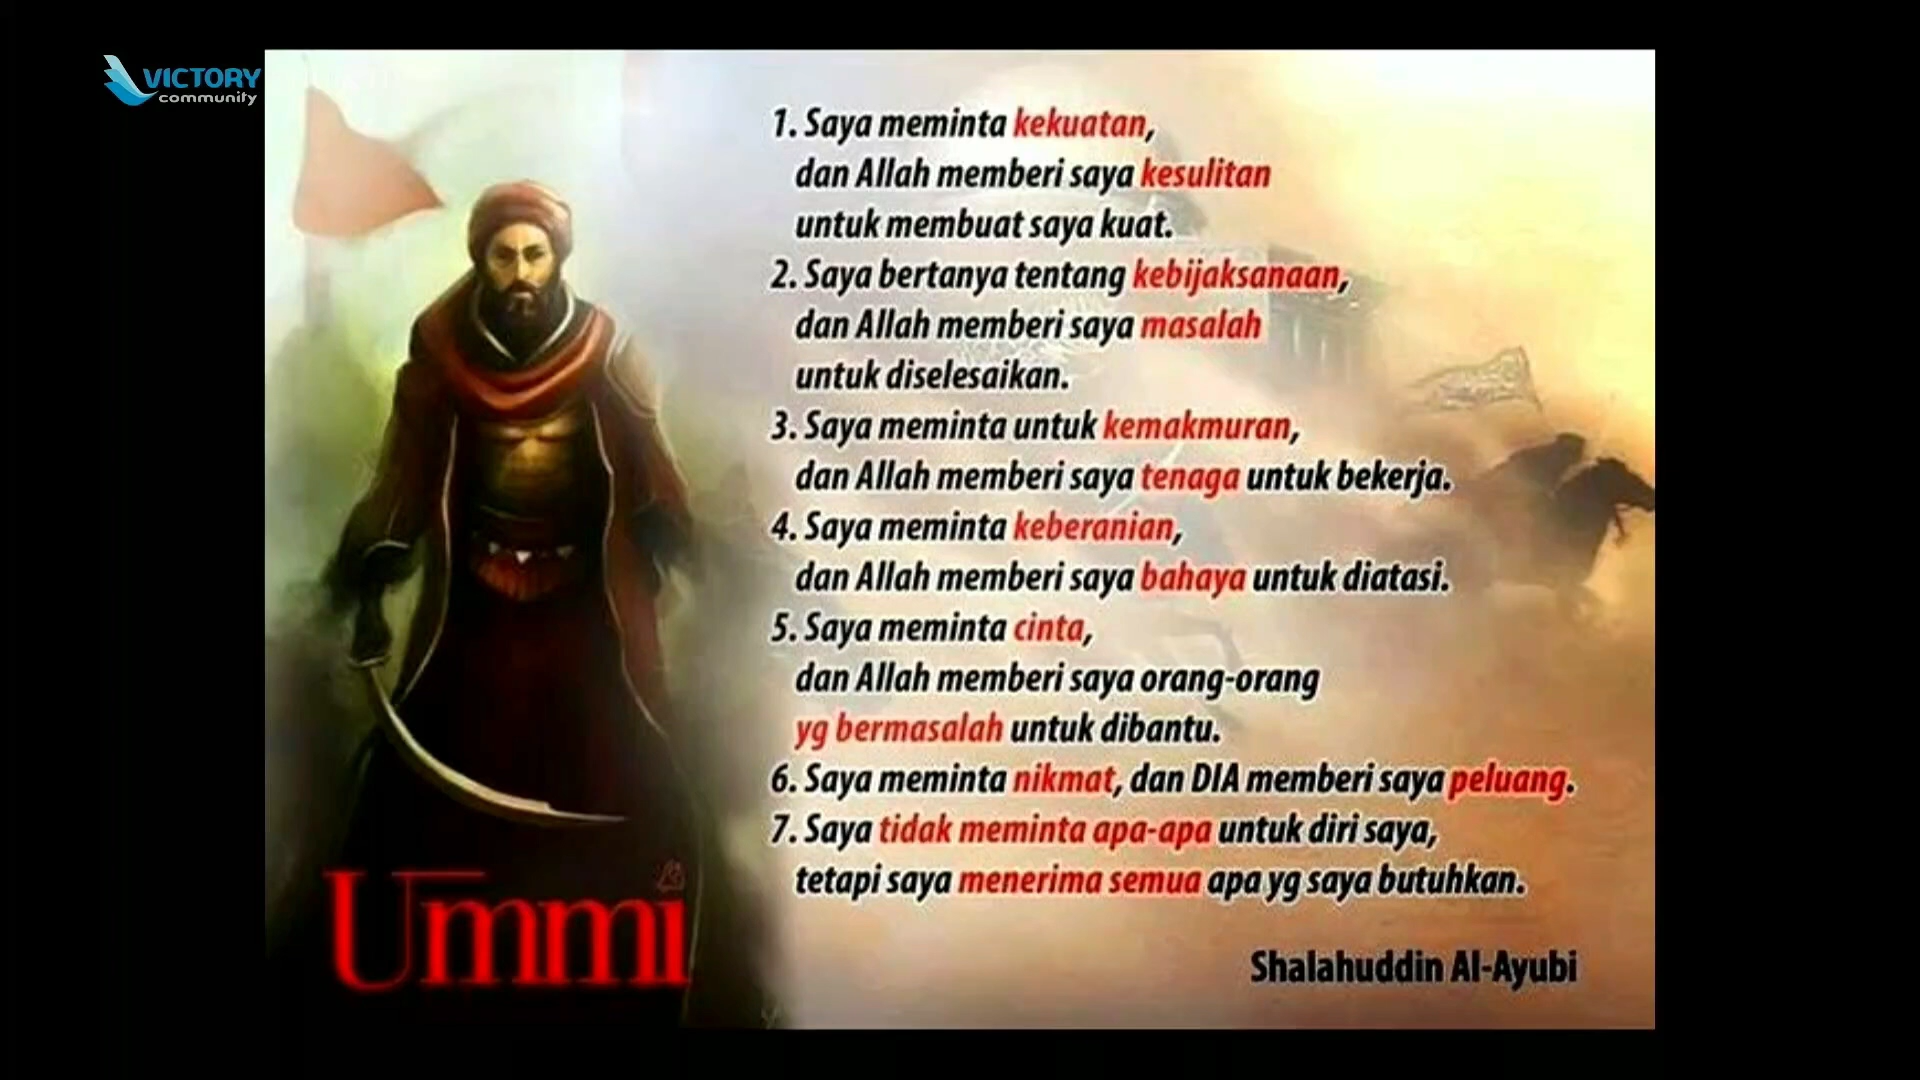 VICTORY
community
1. Saya meminta kekuatan,
dan Allah memberi saya kesulitan
untuk membuat saya kuat.
2. Saya bertanya tentang kebijaksanaan,
dan Allah memberi saya masalah
untuk diselesaikan.
3. Saya meminta untuk kemakmuran,
dan Allah memberi saya tenaga untuk bekerja.
4. Saya meminta keberanian,
dan Allah memberi saya bahaya untuk diatasi.
5. Saya meminta cinta,
dan Allah memberi saya orang-orang
yg bermasalah untuk dibantu.
6. Saya meminta nikmat, dan DIA memberi saya peluang.
7. Saya tidak meminta apa-apa untuk diri saya,
tetapi saya menerima semua apa yg saya butuhkan.
Ummi
Shalahuddin Al-Ayubi